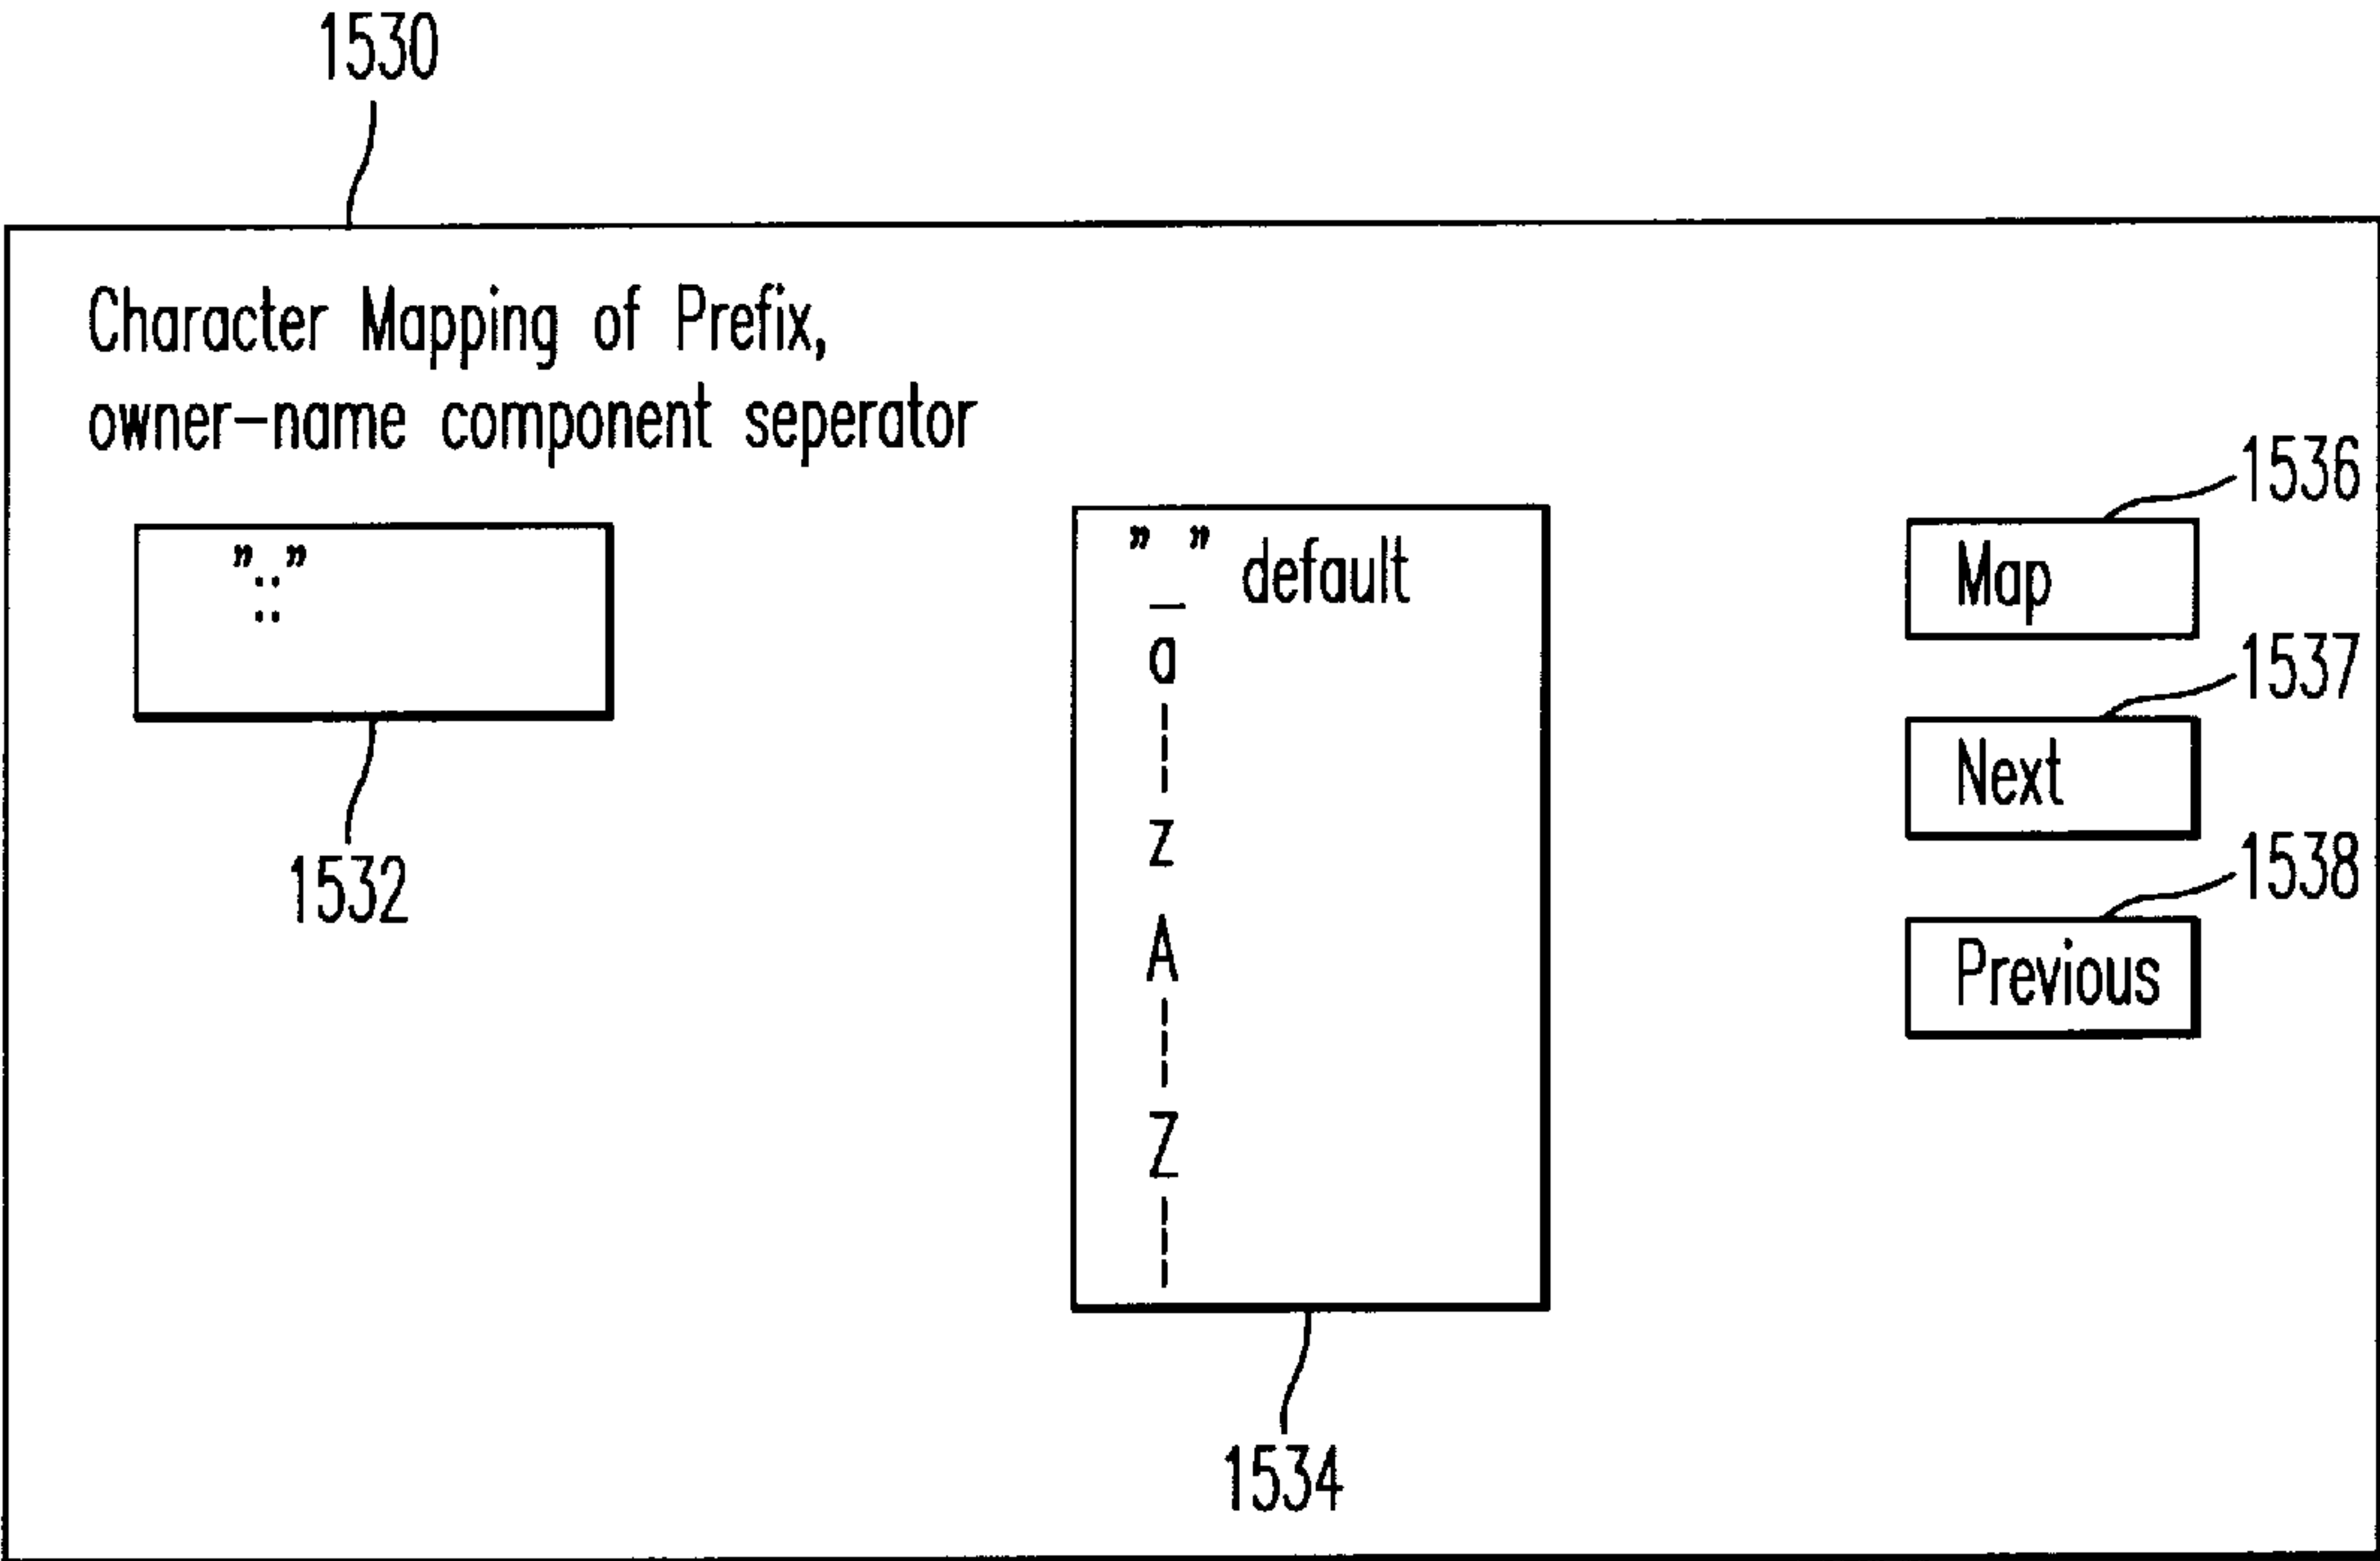 1530
Character Mapping of Prefix,
owner-name component seperator
"::"
1532
"_" default
a
z
A
Z
1534
1536
Map
1537
Next
1538
Previous